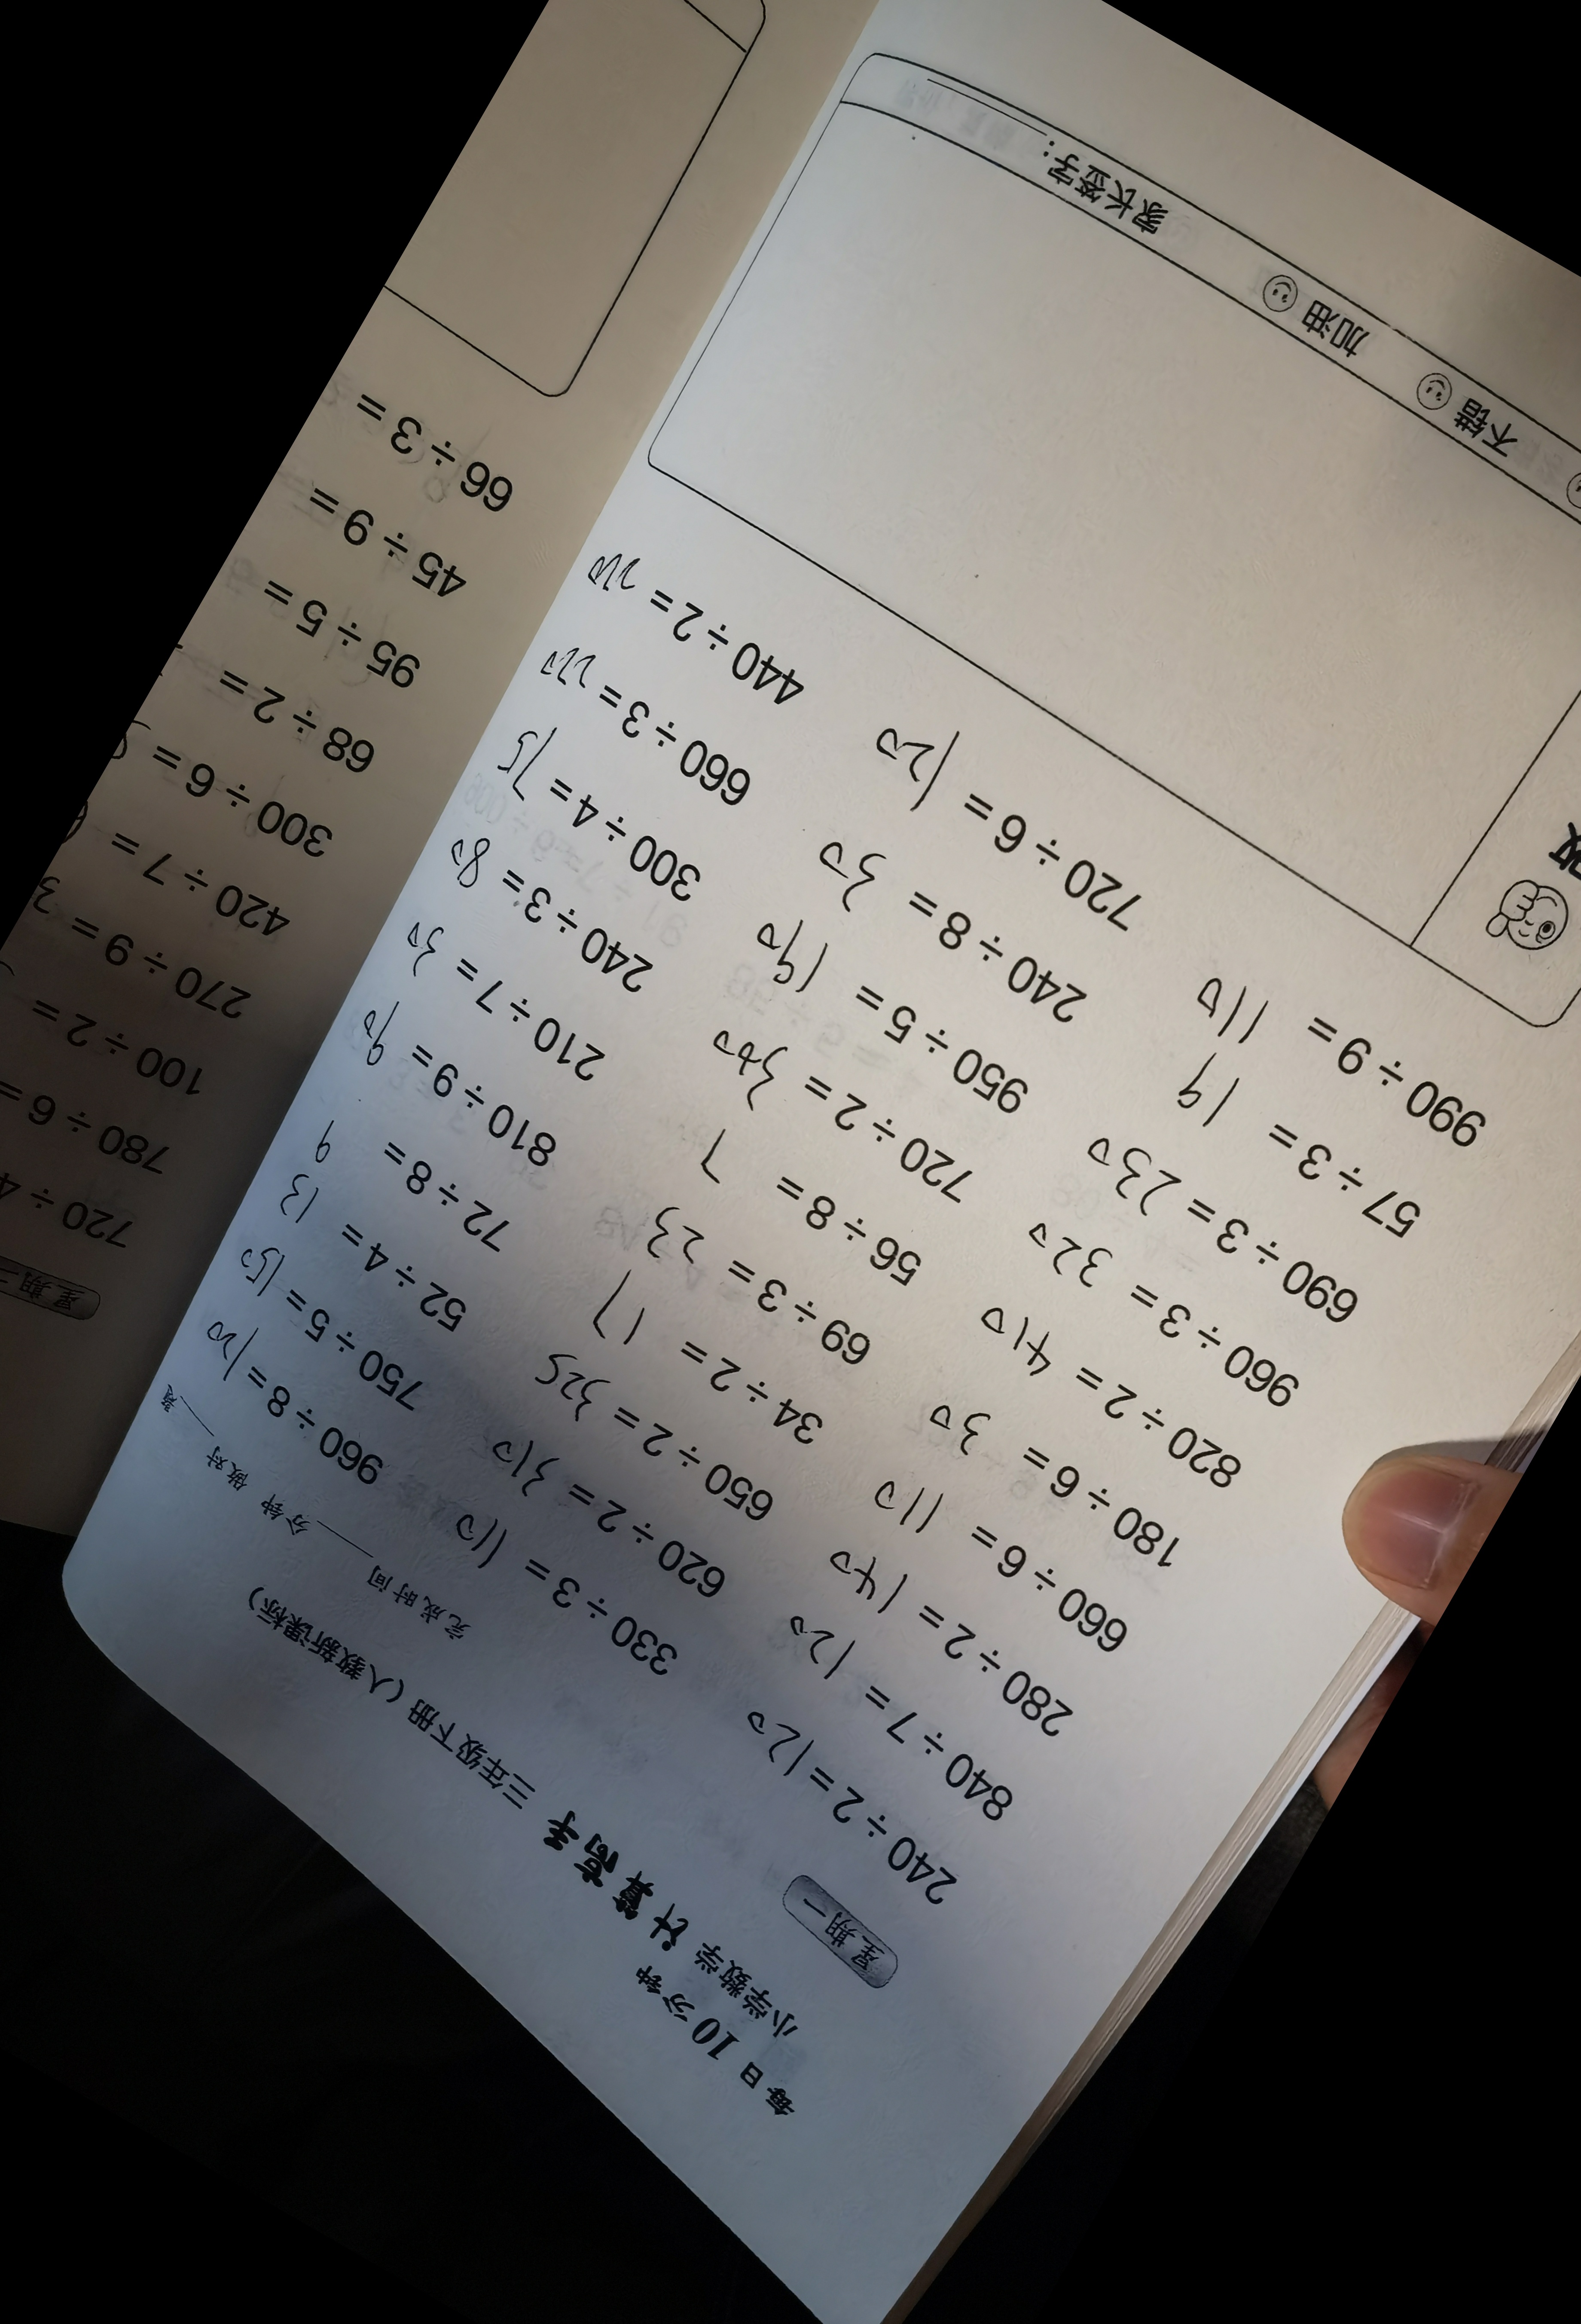 每日10分钟
小学数学 计算高手 三年级下册（人教新课标）
星期一 完成时间____分钟 做对____题
240÷2=120 330÷3=110 960÷8=120
840÷7=120 620÷2=310 750÷5=150
280÷2=140 650÷2=325 52÷4=13
660÷6=110 34÷2=17 72÷8=9
180÷6=30 69÷3=23 810÷9=90
820÷2=410 56÷8=7 210÷7=30
960÷3=320 720÷2= 240÷3=80
690÷3=230 950÷5=190 300÷4=75
57÷3=19 240÷8=30 660÷3=220
990÷9=110 720÷6=120 440÷2=
不错 加油 家长签字：
星期二
720÷4
780÷6=
100÷2=
270÷9=
420÷7=
300÷6=
68÷2=
95÷5=
45÷9=
66÷3=